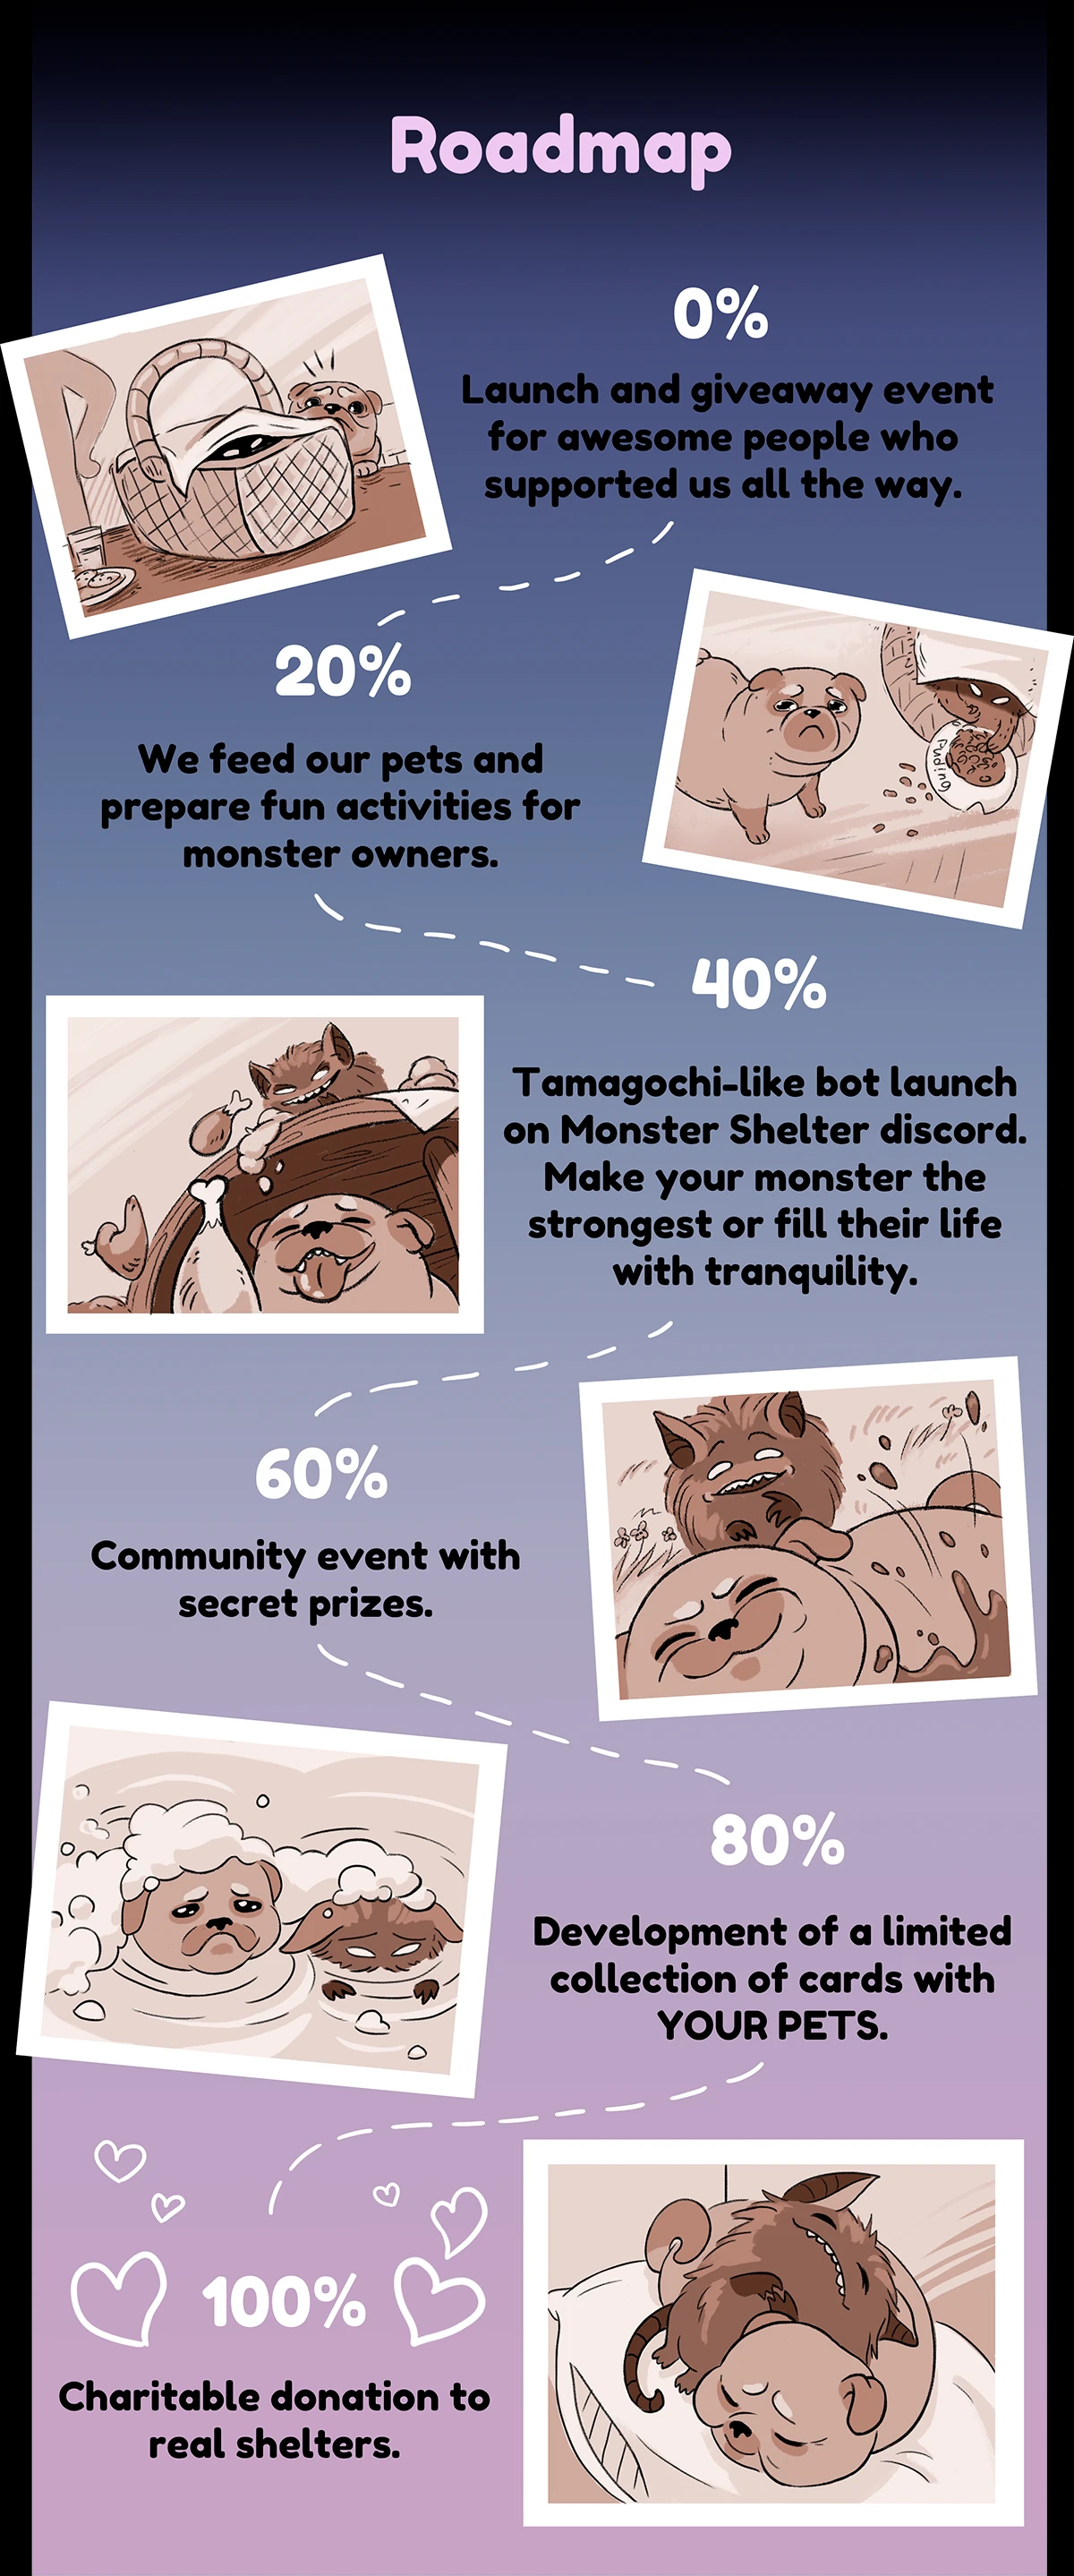 Roadmap
0%
Launch and giveaway event
for awesome people who
supported us all the way.
20%
We feed our pets and
prepare fun activities for
monster owners.
Puding
40%
Tamagochi-like bot launch
on Monster Shelter discord.
Make your monster the
strongest or fill their life
with tranquility.
60%
Community event with
secret prizes.
80%
Development of a limited
collection of cards with
YOUR PETS.
100%
Charitable donation to
real shelters.